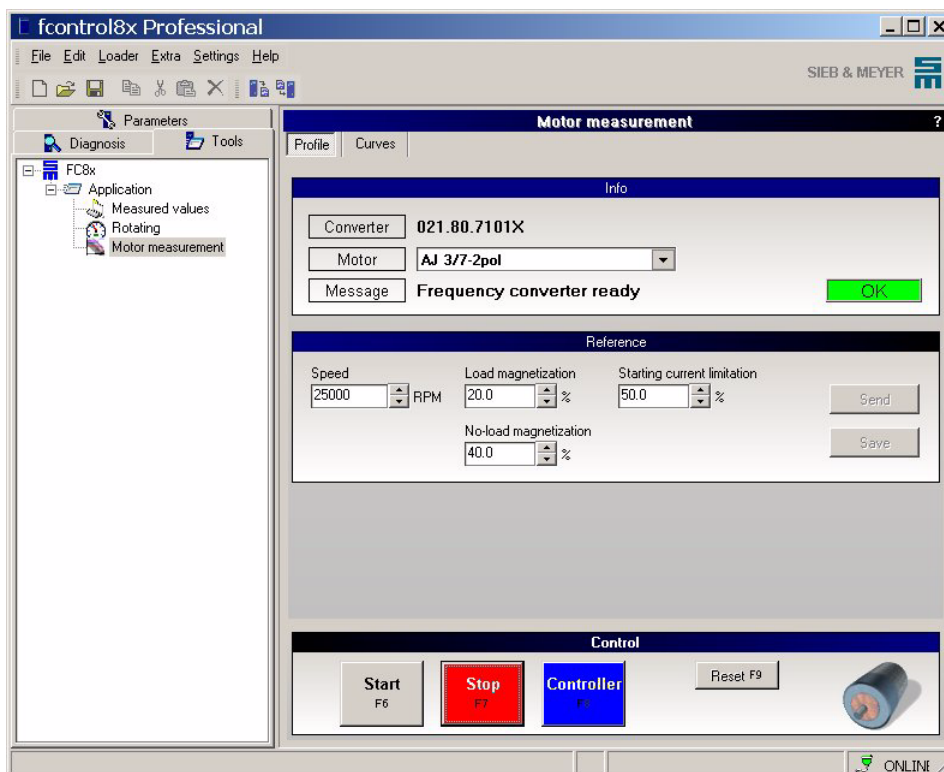 fcontrol8x Professional
File Edit Loader Extra Settings Help
SIEB & MEYER
Parameters
Diagnosis
Tools
FC8x
Application
Measured values
Rotating
Motor measurement
Motor measurement ?
Profile
Curves
Info
Converter 021.80.7101X
Motor AJ 3/7-2pol
Message Frequency converter ready OK
Reference
Speed Load magnetization Starting current limitation
25000 RPM 20.0 % 50.0 % Send
No-load magnetization
40.0 %
Save
Control
Start
F6
Stop
F7
Controller
F8
Reset F9
ONLINE